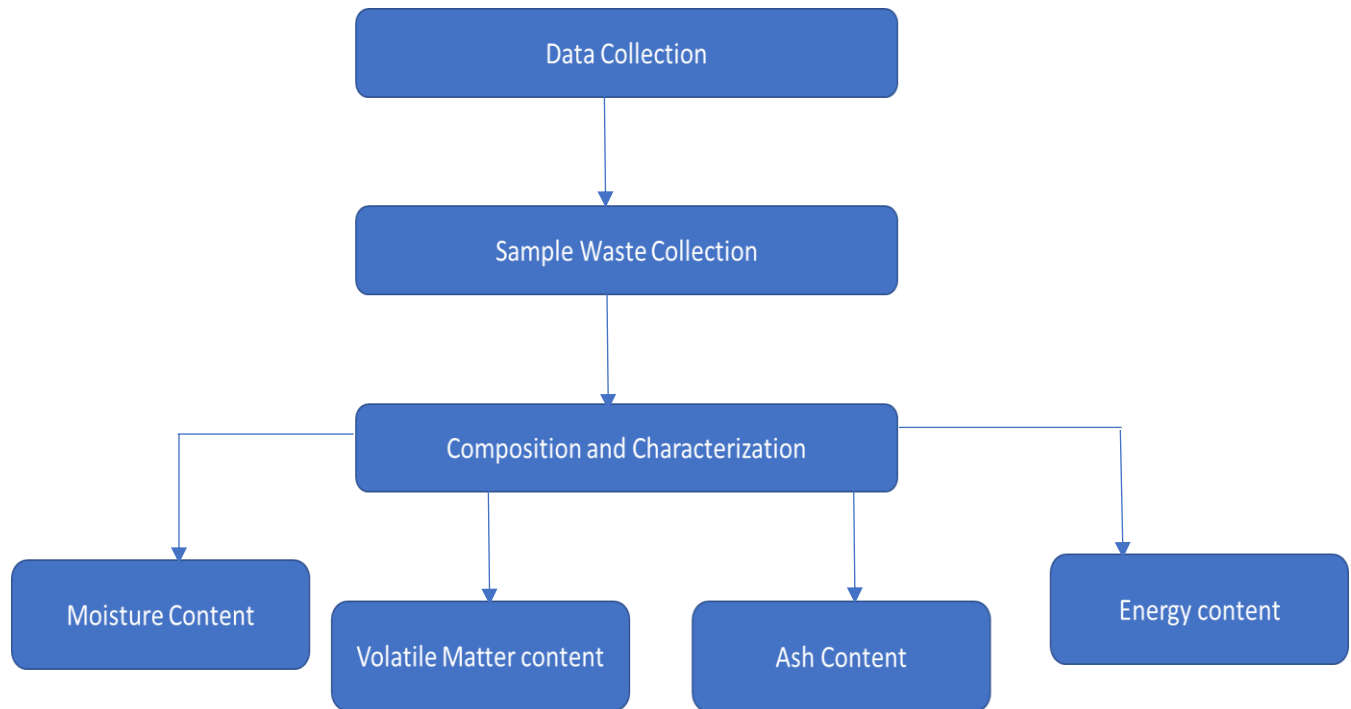 Data Collection
Sample Waste Collection
Composition and Characterization
Moisture Content
Volatile Matter content
Ash Content
Energy content